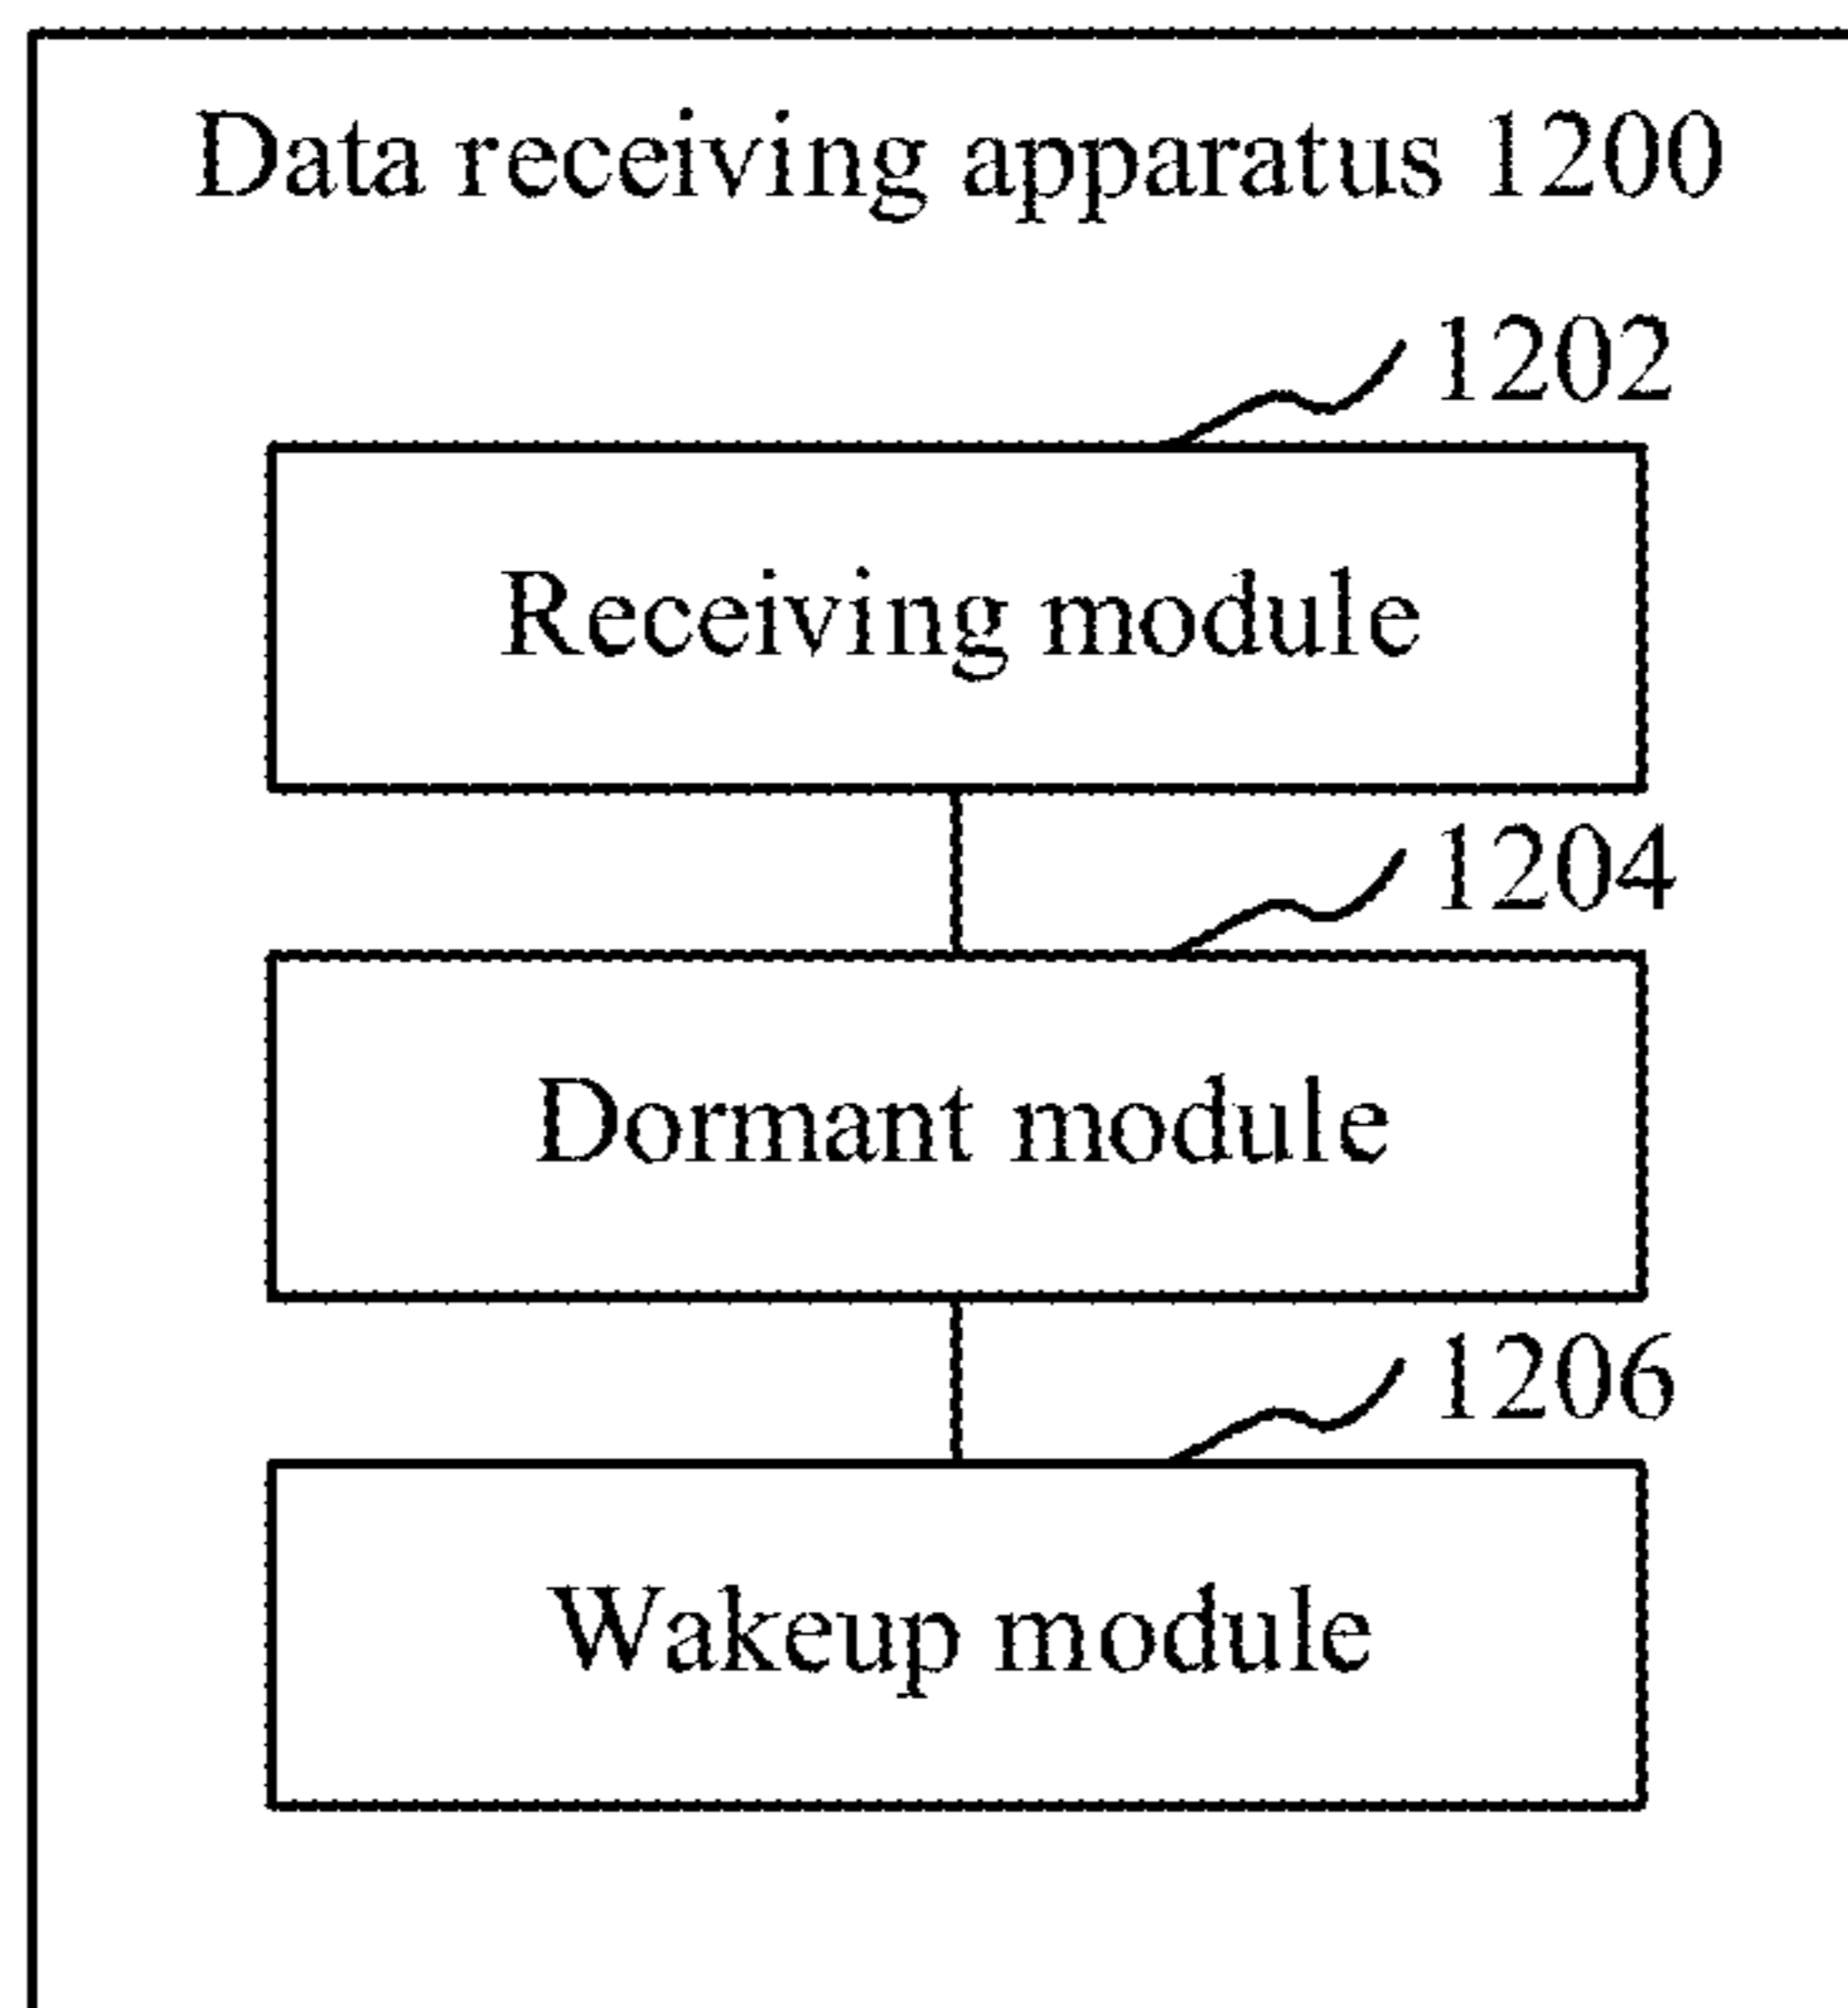 Data receiving apparatus 1200
1202
Receiving module
1204
Dormant module
1206
Wakeup module